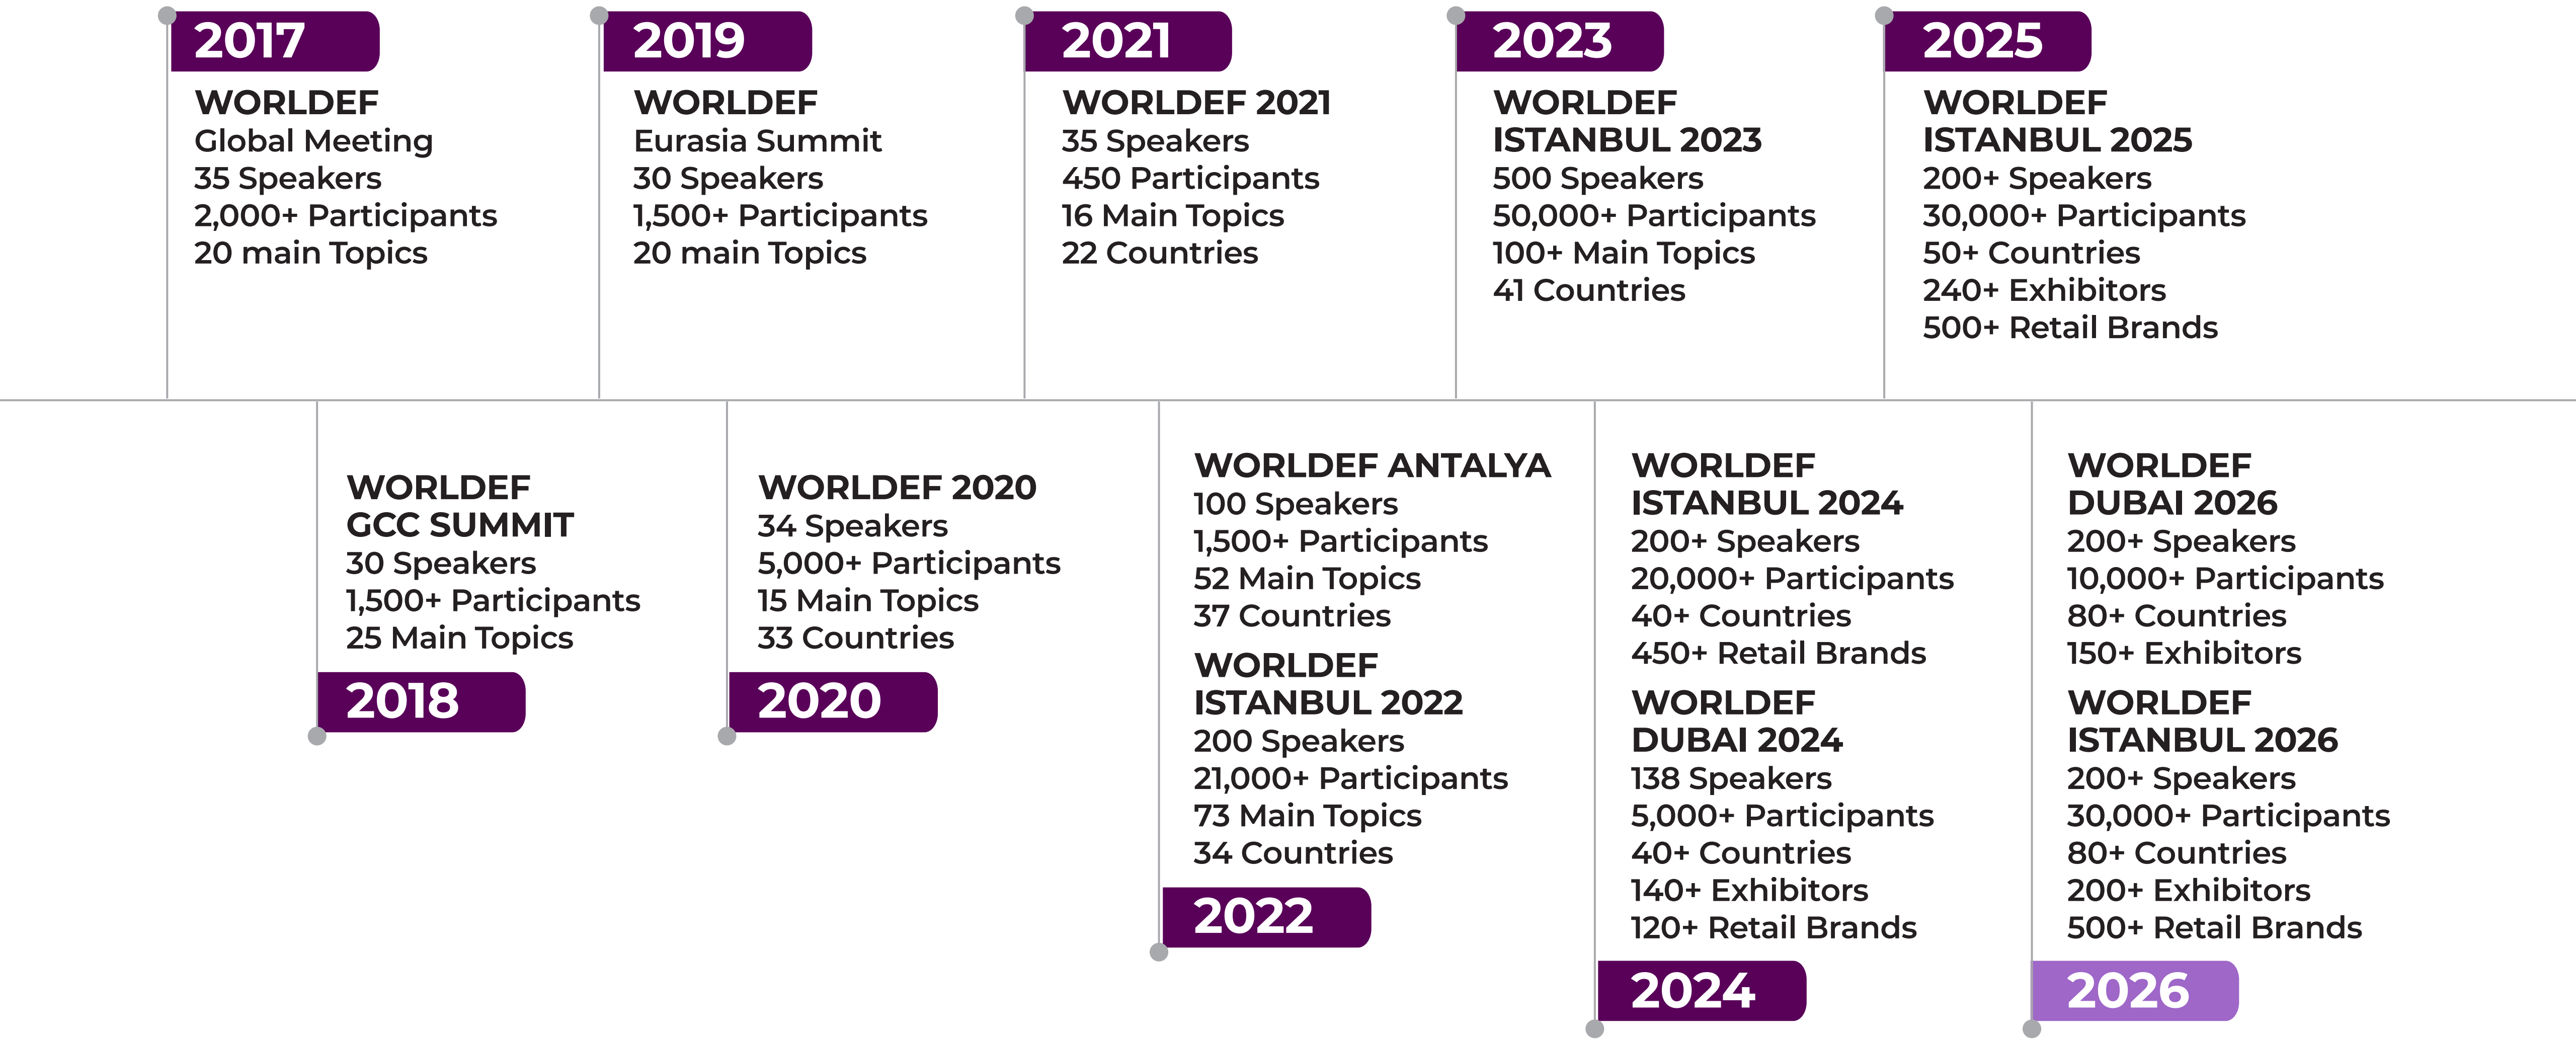 2017
WORLDEF
Global Meeting
35 Speakers
2,000+ Participants
20 main Topics
2019
WORLDEF
Eurasia Summit
30 Speakers
1,500+ Participants
20 main Topics
2021
WORLDEF 2021
35 Speakers
450 Participants
16 Main Topics
22 Countries
2023
WORLDEF
ISTANBUL 2023
500 Speakers
50,000+ Participants
100+ Main Topics
41 Countries
2025
WORLDEF
ISTANBUL 2025
200+ Speakers
30,000+ Participants
50+ Countries
240+ Exhibitors
500+ Retail Brands
WORLDEF
GCC SUMMIT
30 Speakers
1,500+ Participants
25 Main Topics
2018
WORLDEF 2020
34 Speakers
5,000+ Participants
15 Main Topics
33 Countries
2020
WORLDEF ANTALYA
100 Speakers
1,500+ Participants
52 Main Topics
37 Countries
WORLDEF
ISTANBUL 2022
200 Speakers
21,000+ Participants
73 Main Topics
34 Countries
2022
WORLDEF
ISTANBUL 2024
200+ Speakers
20,000+ Participants
40+ Countries
450+ Retail Brands
WORLDEF
DUBAI 2024
138 Speakers
5,000+ Participants
40+ Countries
140+ Exhibitors
120+ Retail Brands
2024
WORLDEF
DUBAI 2026
200+ Speakers
10,000+ Participants
80+ Countries
150+ Exhibitors
WORLDEF
ISTANBUL 2026
200+ Speakers
30,000+ Participants
80+ Countries
200+ Exhibitors
500+ Retail Brands
2026